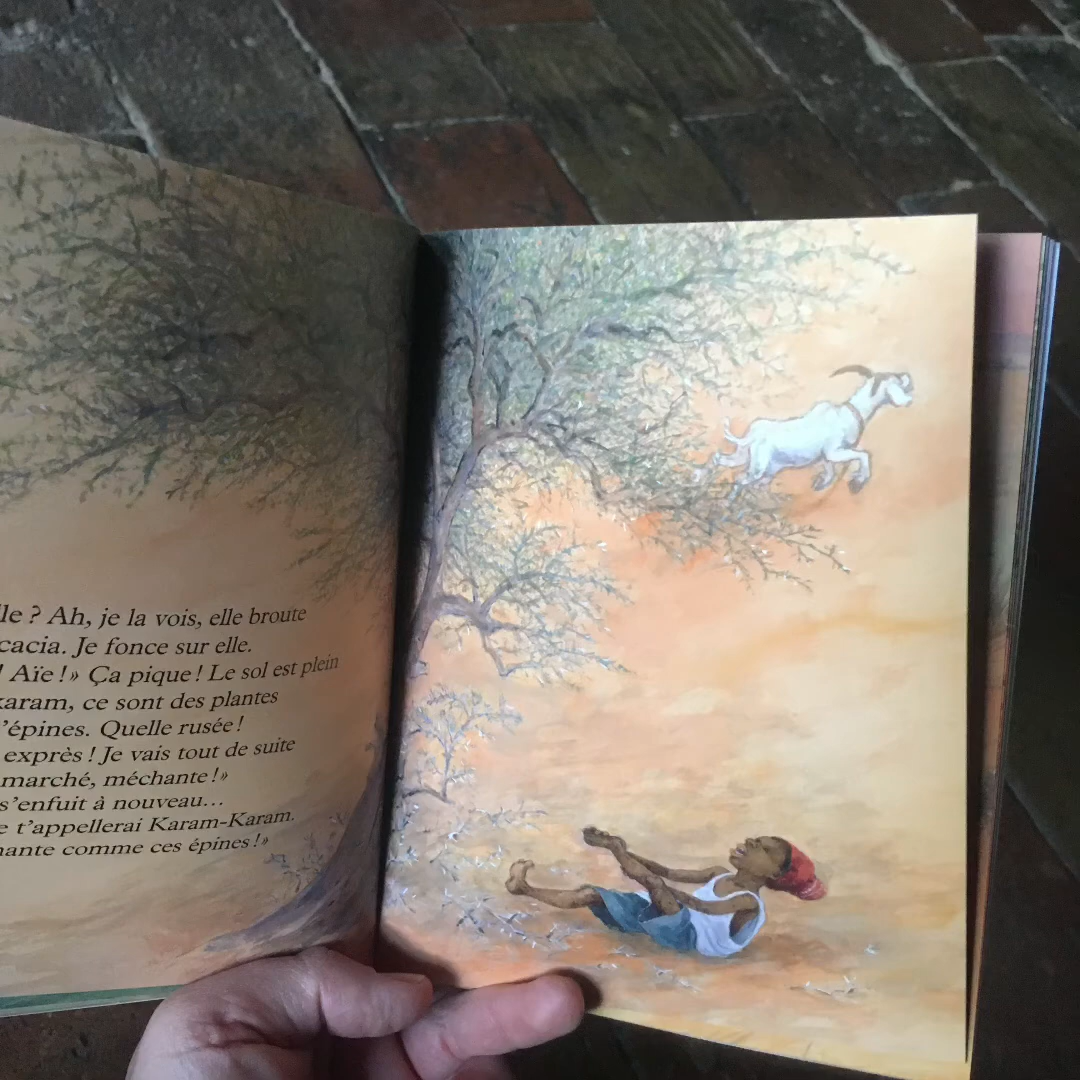 lle ? Ah, je la vois, elle broute
cacia. Je fonce sur elle.
! Aïe !» Ça pique ! Le sol est plein
karam, ce sont des plantes
'épines. Quelle rusée !
exprès ! Je vais tout de suite
marché, méchante !»
s'enfuit à nouveau…
e t'appellerai Karam-Karam.
hante comme ces épines !»